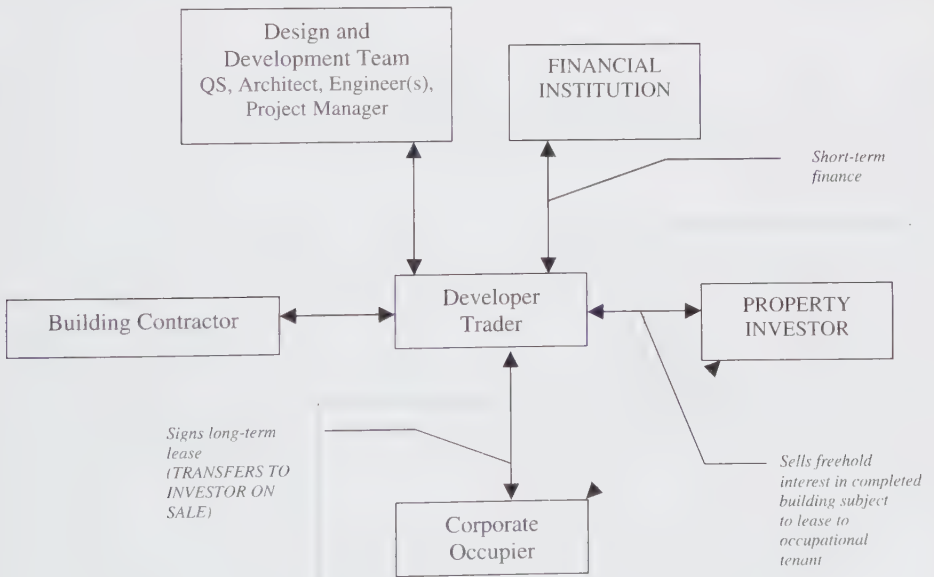 Design and
Development Team
QS, Architect, Engineer(s),
Project Manager
FINANCIAL
INSTITUTION
Short-term
finance
Building Contractor
Developer
Trader
PROPERTY
INVESTOR
Signs long-term
lease
(TRANSFERS TO
INVESTOR ON
SALE)
Sells freehold
interest in completed
building subject
to lease to
occupational
tenant
Corporate
Occupier